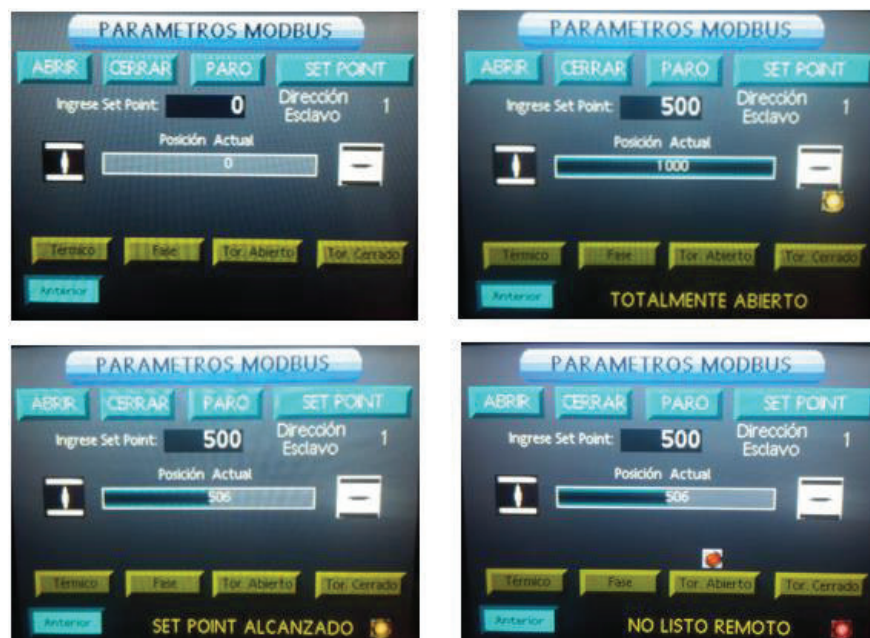 PARAMETROS MODBUS
ABRIR CERRAR PARO SET POINT
Ingrese Set Point: 0 Dirección Esclavo 1
Posición Actual
0
Térmico Fase Tor. Abierto Tor. Cerrado
Anterior
PARAMETROS MODBUS
ABRIR CERRAR PARO SET POINT
Ingrese Set Point: 500 Dirección Esclavo 1
Posición Actual
1000
Térmico Fase Tor. Abierto Tor. Cerrado
Anterior TOTALMENTE ABIERTO
PARAMETROS MODBUS
ABRIR CERRAR PARO SET POINT
Ingrese Set Point: 500 Dirección Esclavo 1
Posición Actual
506
Térmico Fase Tor. Abierto Tor. Cerrado
Anterior SET POINT ALCANZADO
PARAMETROS MODBUS
ABRIR CERRAR PARO SET POINT
Ingrese Set Point: 500 Dirección Esclavo 1
Posición Actual
506
Térmico Fase Tor. Abierto Tor. Cerrado
Anterior NO LISTO REMOTO